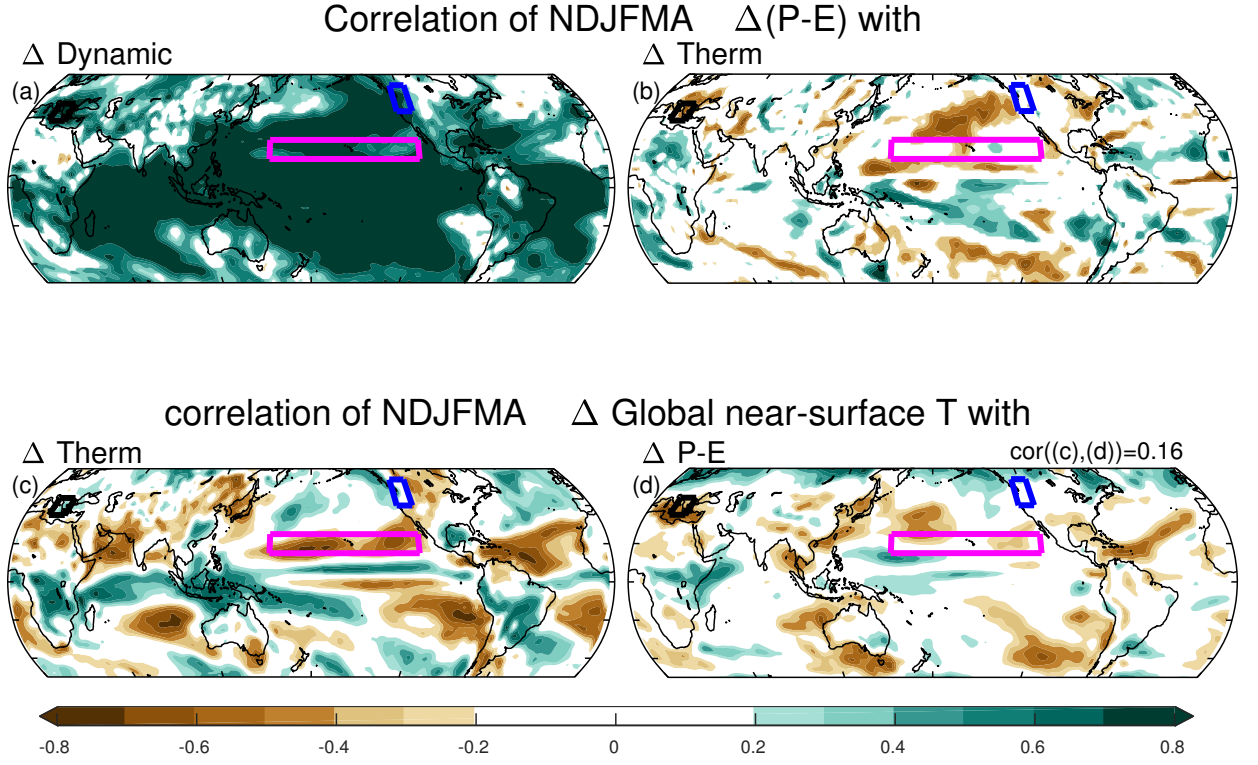 Correlation of NDJFMA Δ(P-E) with
Δ Dynamic
Δ Therm
(a)
(b)
correlation of NDJFMA Δ Global near-surface T with
Δ Therm
Δ P-E
cor((c),(d))=0.16
(c)
(d)
-0.8 -0.6 -0.4 -0.2 0 0.2 0.4 0.6 0.8